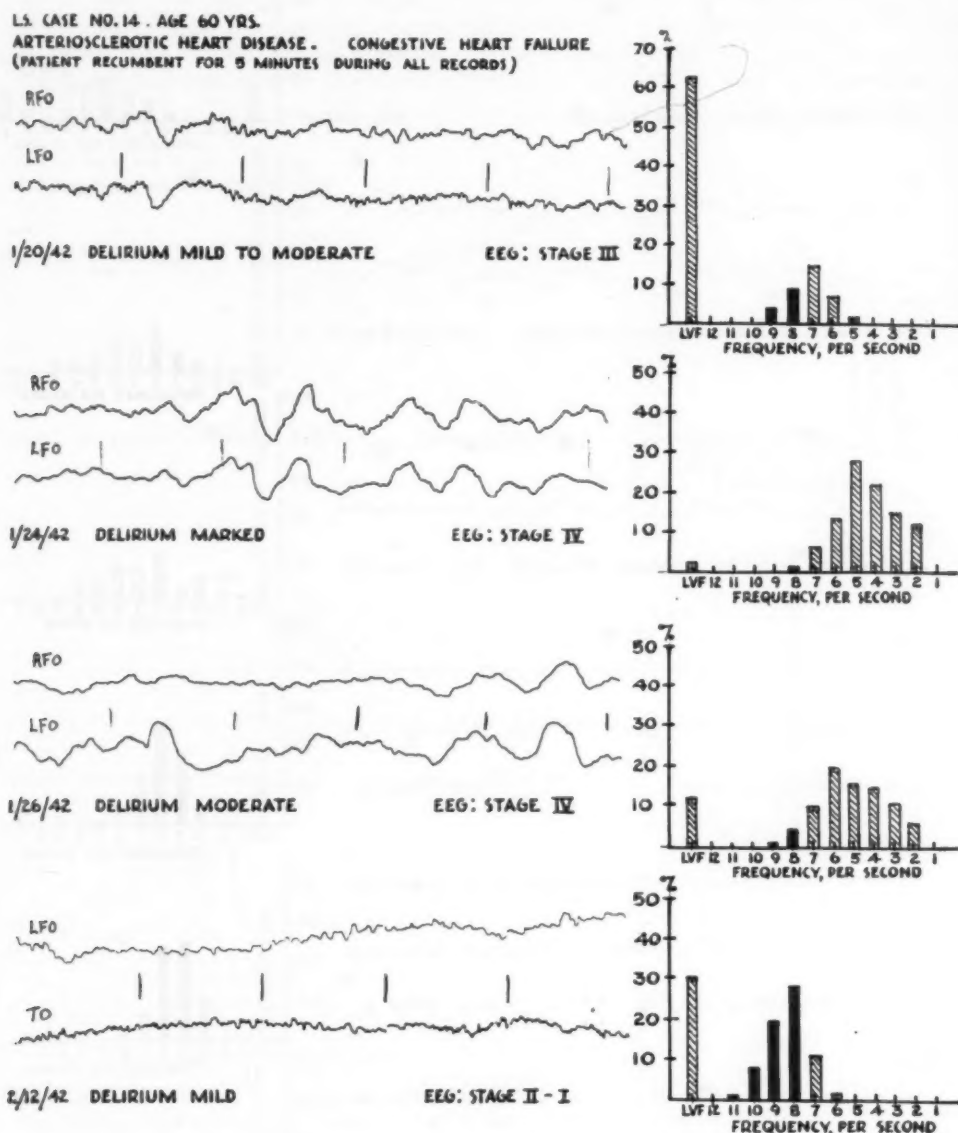 L.S. CASE NO. 14. AGE 60 YRS.
ARTERIOSCLEROTIC HEART DISEASE. CONGESTIVE HEART FAILURE
(PATIENT RECUMBENT FOR 5 MINUTES DURING ALL RECORDS)
RFO
LFO
1/20/42 DELIRIUM MILD TO MODERATE EEG: STAGE III
%
70
60
50
40
30
20
10
LVF 12 11 10 9 8 7 6 5 4 3 2 1
FREQUENCY, PER SECOND
RFO
LFO
1/24/42 DELIRIUM MARKED EEG: STAGE IV
%
50
40
30
20
10
LVF 12 11 10 9 8 7 6 5 4 3 2 1
FREQUENCY, PER SECOND
RFO
LFO
1/26/42 DELIRIUM MODERATE EEG: STAGE IV
%
50
40
30
20
10
LVF 12 11 10 9 8 7 6 5 4 3 2 1
FREQUENCY, PER SECOND
LFO
TO
2/12/42 DELIRIUM MILD EEG: STAGE II - I
%
50
40
30
20
10
LVF 12 11 10 9 8 7 6 5 4 3 2 1
FREQUENCY, PER SECOND